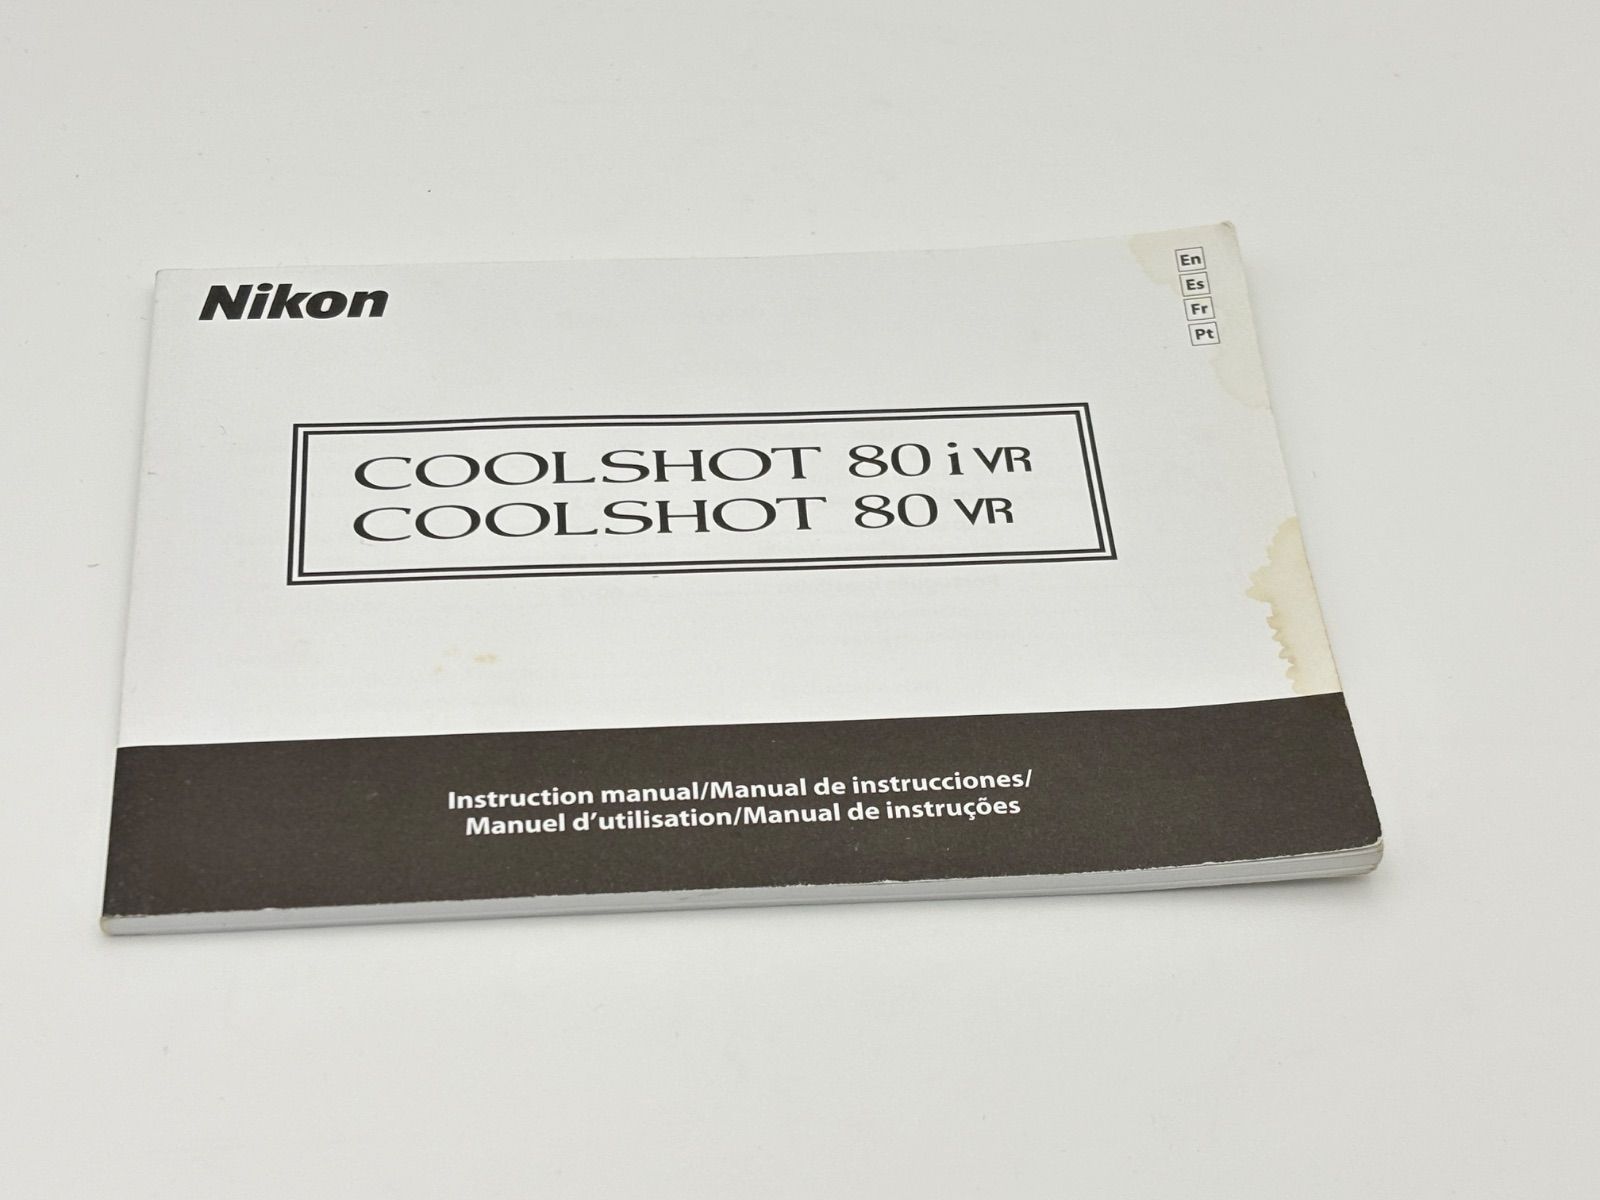 Nikon
En
Es
Fr
Pt
COOLSHOT 80 i VR
COOLSHOT 80 VR
Instruction manual/Manual de instrucciones/
Manuel d'utilisation/Manual de instruções